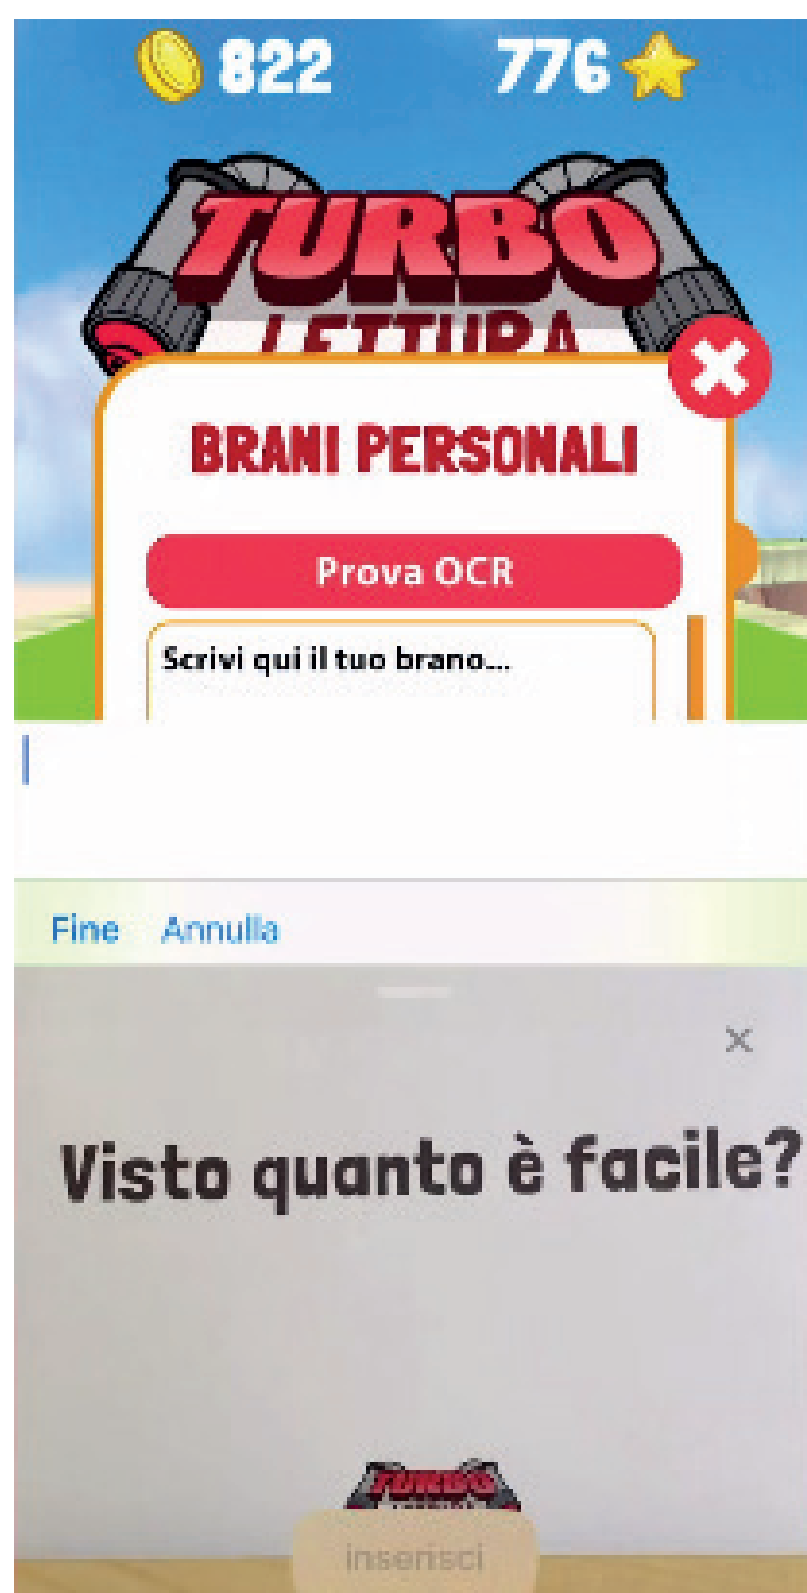 822 776
TURBO
LETTURA
BRANI PERSONALI
Prova OCR
Scrivi qui il tuo brano...
Fine Annulla
Visto quanto è facile?
TURBO
inserisci